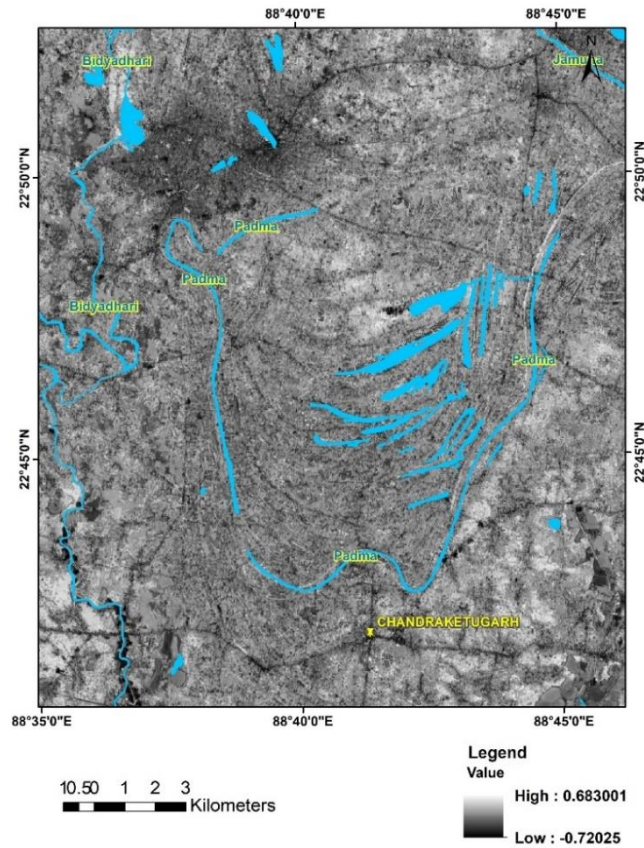 88°40'0"E 88°45'0"E
N
Bidyadhari
Jamuna
22°50'0"N 22°50'0"N
Padma
Padma
Bidyadhari
Padma
22°45'0"N 22°45'0"N
Padma
CHANDRAKETUGARH
88°35'0"E 88°40'0"E 88°45'0"E
Legend
Value
10.50 1 2 3
Kilometers
High : 0.683001
Low : -0.72025